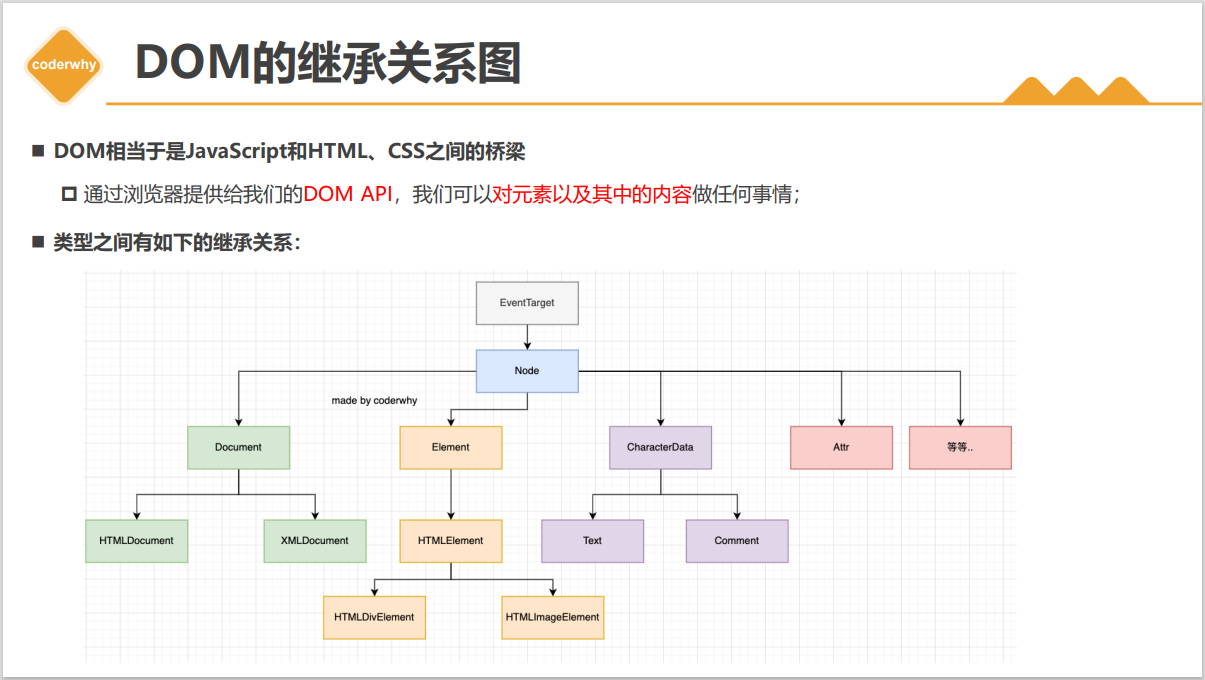 coderwhy
DOM的继承关系图
DOM相当于是JavaScript和HTML、CSS之间的桥梁
通过浏览器提供给我们的DOM API，我们可以对元素以及其中的内容做任何事情；
类型之间有如下的继承关系：
EventTarget
Node
made by coderwhy
Document
Element
CharacterData
Attr
等等..
HTMLDocument
XMLDocument
HTMLElement
Text
Comment
HTMLDivElement
HTMLImageElement